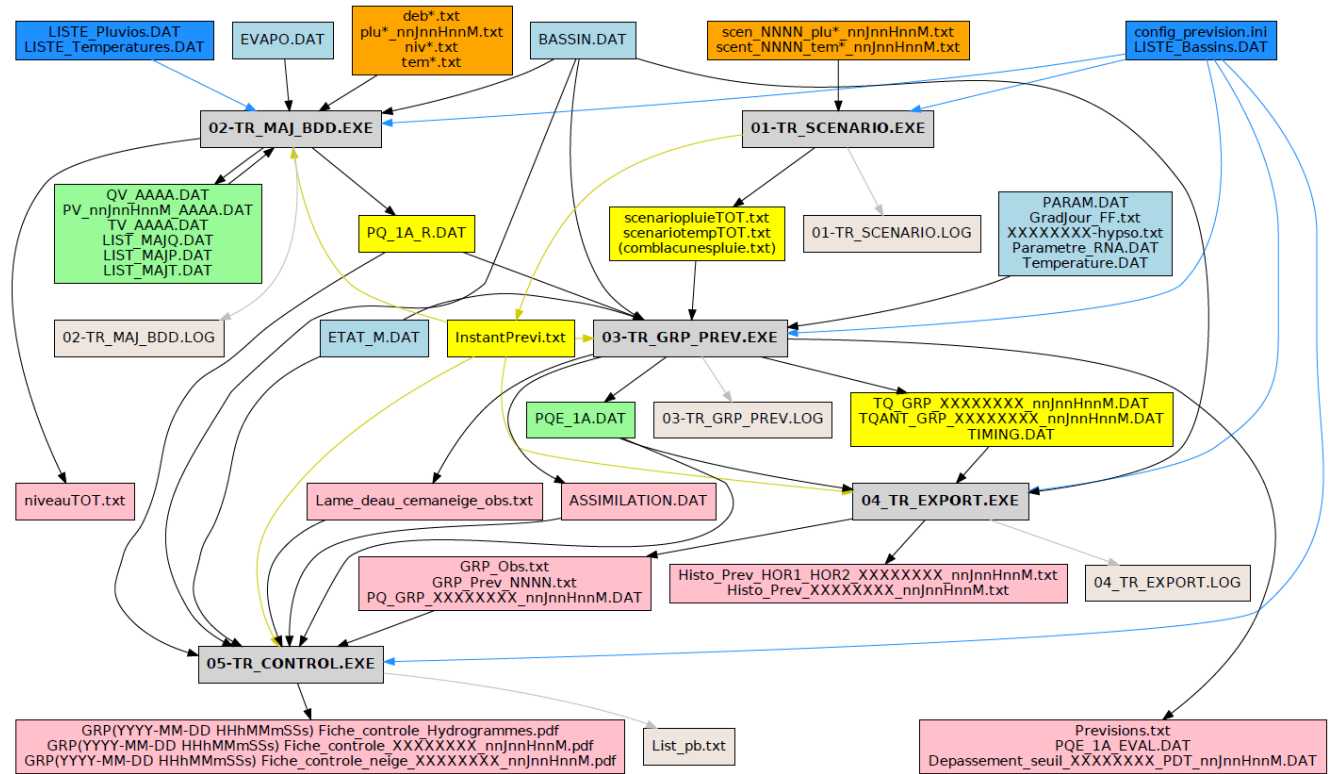 LISTE_Pluvios.DAT
LISTE_Temperatures.DAT
EVAPO.DAT
deb*.txt
plu*_nnJnnHnnM.txt
niv*.txt
tem*.txt
BASSIN.DAT
scen_NNNN_plu*_nnJnnHnnM.txt
scent_NNNN_tem*_nnJnnHnnM.txt
config_prevision.ini
LISTE_Bassins.DAT
02-TR_MAJ_BDD.EXE
01-TR_SCENARIO.EXE
QV_AAAA.DAT
PV_nnJnnHnnM_AAAA.DAT
TV_AAAA.DAT
LIST_MAJQ.DAT
LIST_MAJP.DAT
LIST_MAJT.DAT
PQ_1A_R.DAT
scenariopluieTOT.txt
scenariotempTOT.txt
(comblacunespluie.txt)
01-TR_SCENARIO.LOG
PARAM.DAT
GradJour_FF.txt
XXXXXXXX-hypso.txt
Parametre_RNA.DAT
Temperature.DAT
02-TR_MAJ_BDD.LOG
ETAT_M.DAT
InstantPrevi.txt
03-TR_GRP_PREV.EXE
PQE_1A.DAT
03-TR_GRP_PREV.LOG
TQ_GRP_XXXXXXXX_nnJnnHnnM.DAT
TQANT_GRP_XXXXXXXX_nnJnnHnnM.DAT
TIMING.DAT
niveauTOT.txt
Lame_deau_cemaneige_obs.txt
ASSIMILATION.DAT
04_TR_EXPORT.EXE
GRP_Obs.txt
GRP_Prev_NNNN.txt
PQ_GRP_XXXXXXXX_nnJnnHnnM.DAT
Histo_Prev_HOR1_HOR2_XXXXXXXX_nnJnnHnnM.txt
Histo_Prev_XXXXXXXX_nnJnnHnnM.txt
04_TR_EXPORT.LOG
05-TR_CONTROL.EXE
GRP(YYYY-MM-DD HHhMMmSSs) Fiche_controle_Hydrogrammes.pdf
GRP(YYYY-MM-DD HHhMMmSSs) Fiche_controle_XXXXXXXX_nnJnnHnnM.pdf
GRP(YYYY-MM-DD HHhMMmSSs) Fiche_controle_neige_XXXXXXXX_nnJnnHnnM.pdf
List_pb.txt
Previsions.txt
PQE_1A_EVAL.DAT
Depassement_seuil_XXXXXXXX_PDT_nnJnnHnnM.DAT